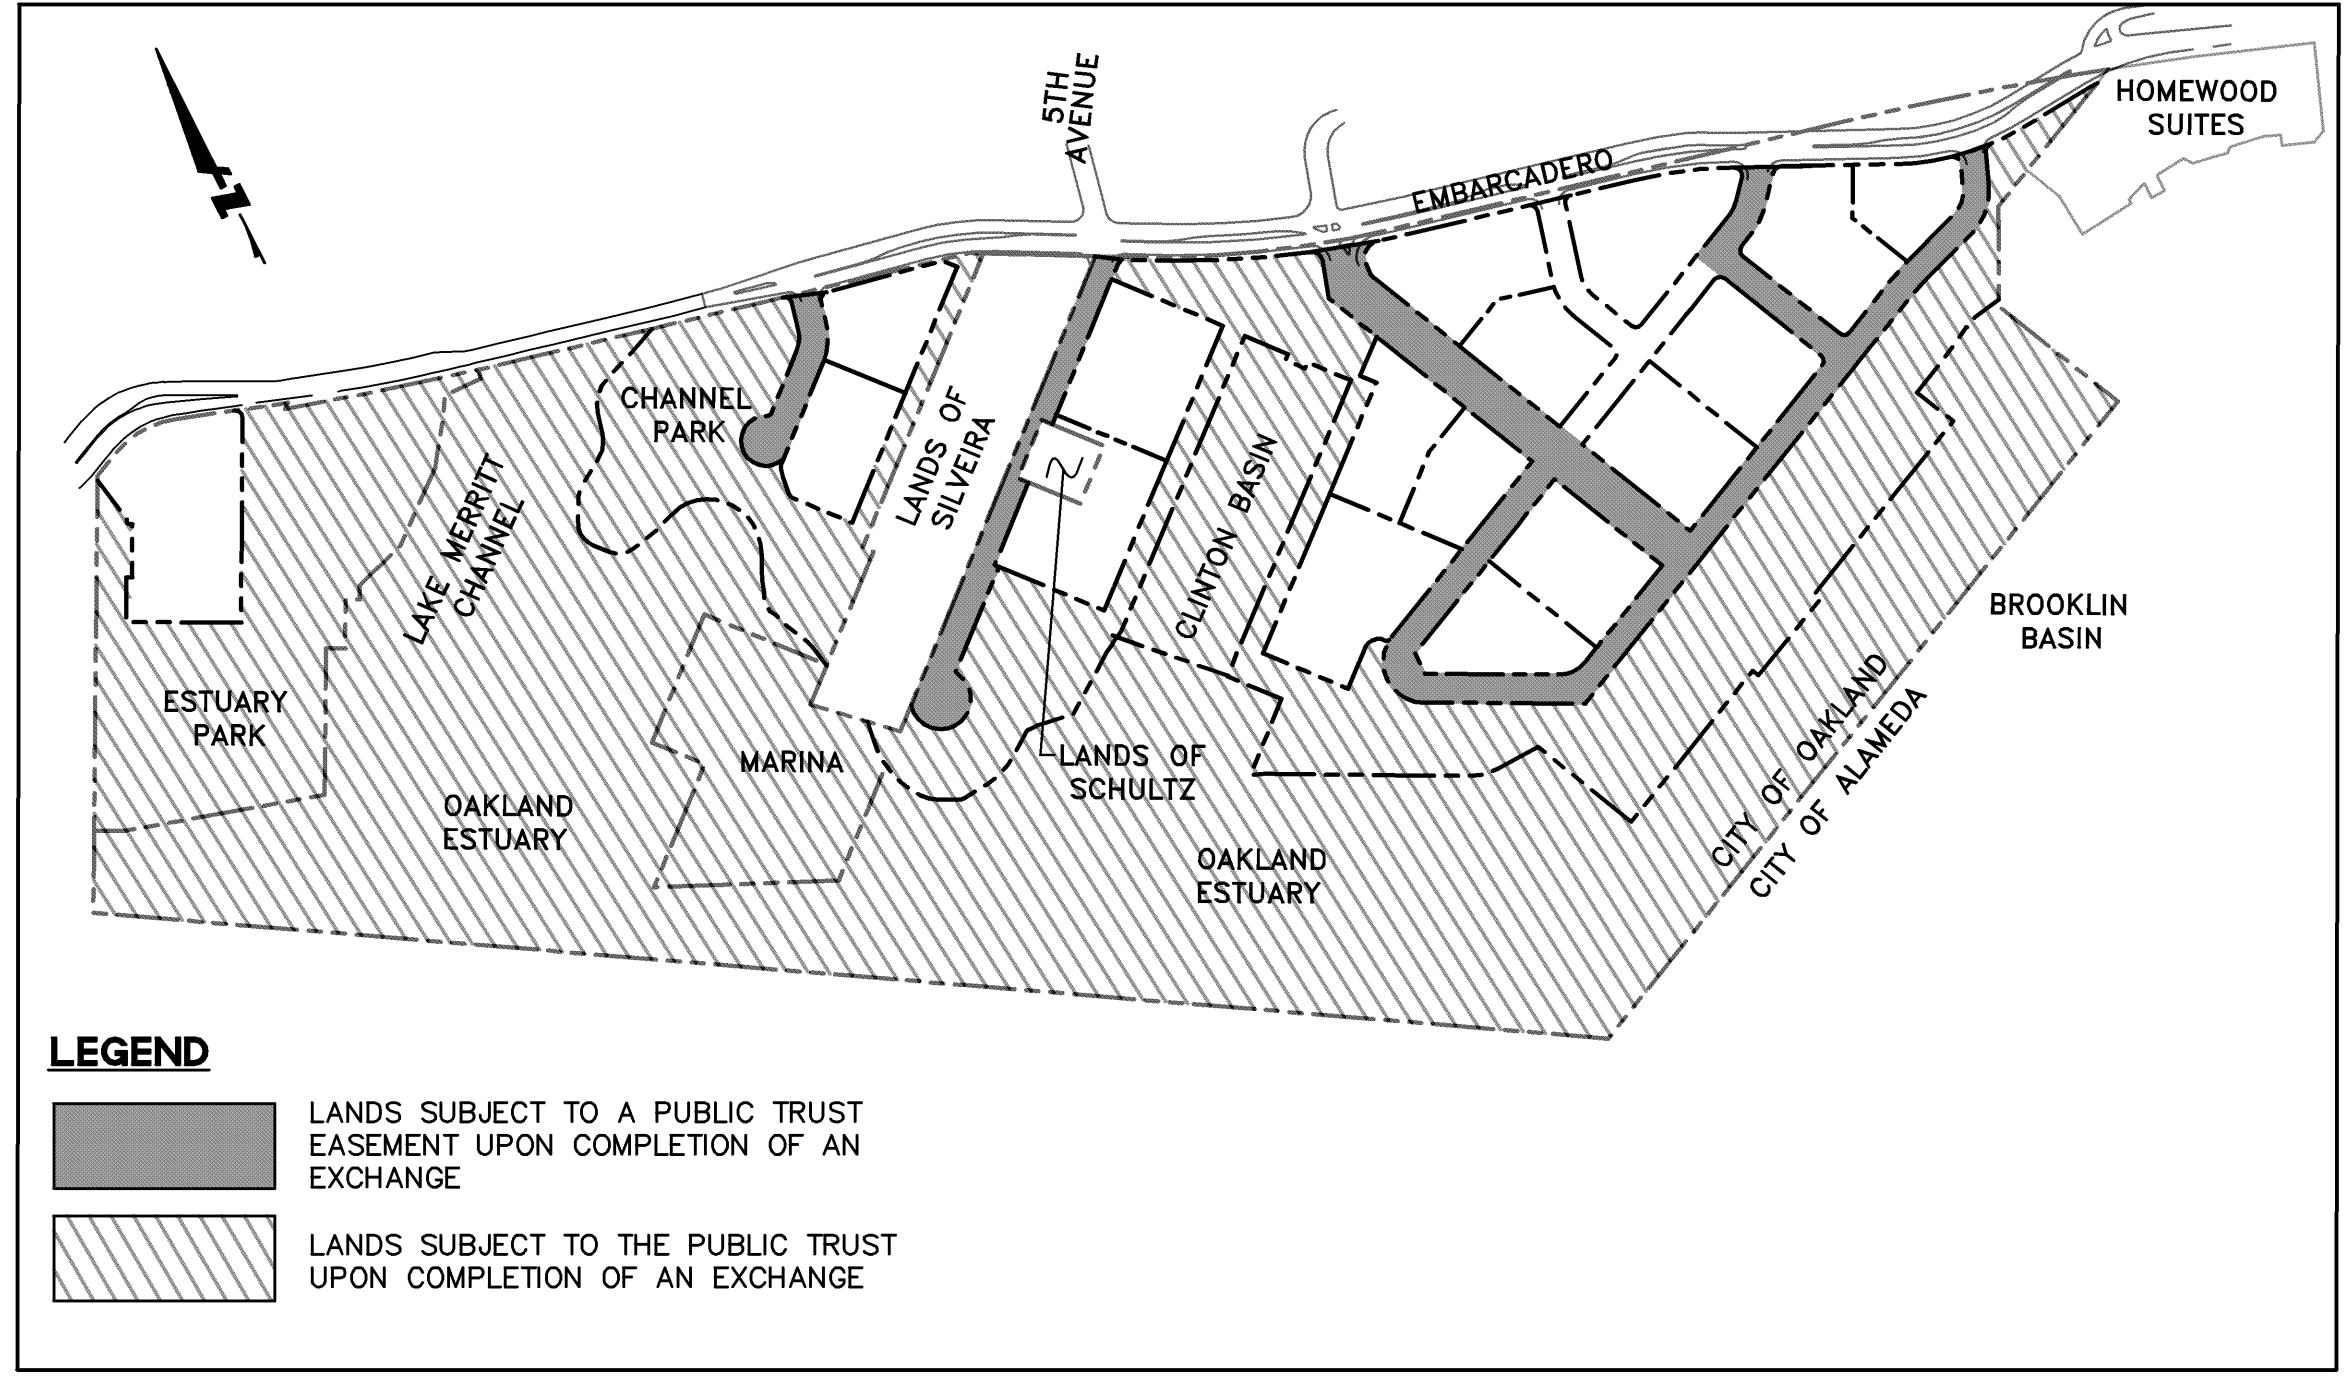 5TH
AVENUE
EMBARCADERO
HOMEWOOD
SUITES
N
CHANNEL
PARK
LANDS OF
SILVEIRA
LAKE MERRITT
CHANNEL
CLINTON BASIN
BROOKLIN
BASIN
ESTUARY
PARK
MARINA
LANDS OF
SCHULTZ
OAKLAND
ESTUARY
OAKLAND
ESTUARY
CITY OF OAKLAND
CITY OF ALAMEDA
LEGEND
LANDS SUBJECT TO A PUBLIC TRUST
EASEMENT UPON COMPLETION OF AN
EXCHANGE
LANDS SUBJECT TO THE PUBLIC TRUST
UPON COMPLETION OF AN EXCHANGE